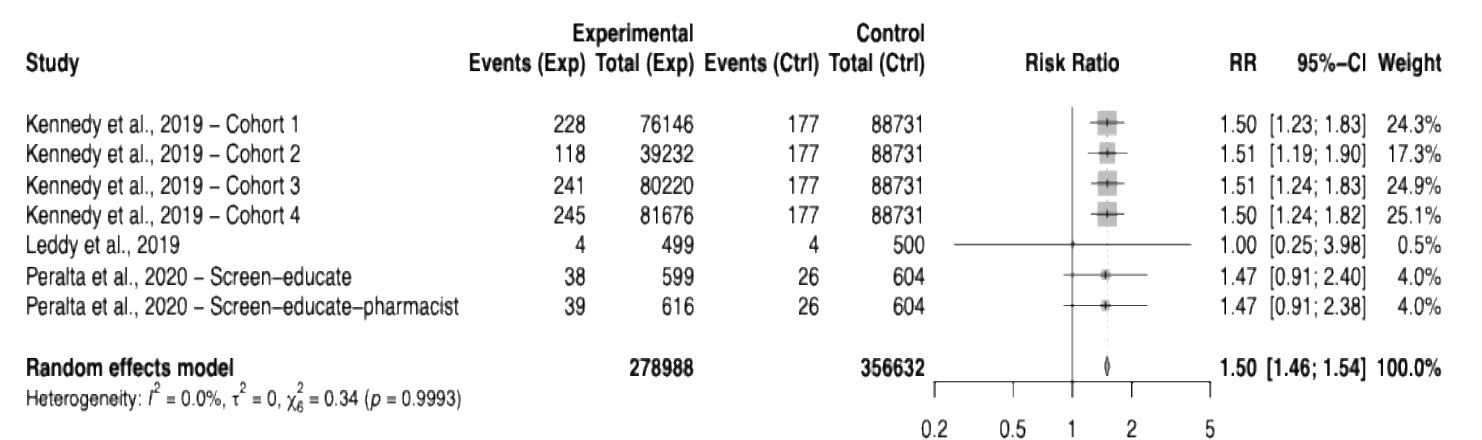 Experimental Control
Study Events (Exp) Total (Exp) Events (Ctrl) Total (Ctrl) Risk Ratio RR 95%–CI Weight
Kennedy et al., 2019 – Cohort 1 228 76146 177 88731 1.50 [1.23; 1.83] 24.3%
Kennedy et al., 2019 – Cohort 2 118 39232 177 88731 1.51 [1.19; 1.90] 17.3%
Kennedy et al., 2019 – Cohort 3 241 80220 177 88731 1.51 [1.24; 1.83] 24.9%
Kennedy et al., 2019 – Cohort 4 245 81676 177 88731 1.50 [1.24; 1.82] 25.1%
Leddy et al., 2019 4 499 4 500 1.00 [0.25; 3.98] 0.5%
Peralta et al., 2020 – Screen–educate 38 599 26 604 1.47 [0.91; 2.40] 4.0%
Peralta et al., 2020 – Screen–educate–pharmacist 39 616 26 604 1.47 [0.91; 2.38] 4.0%
Random effects model 278988 356632 1.50 [1.46; 1.54] 100.0%
Heterogeneity: I² = 0.0%, τ² = 0, χ²₆ = 0.34 (p = 0.9993)
0.2 0.5 1 2 5